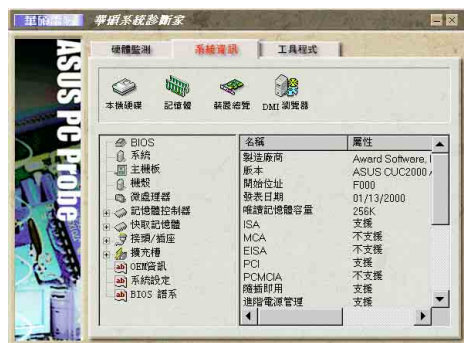 華碩電腦 華碩系統診斷家
ASUS PC Probe
硬體監測 系統資訊 工具程式
本機硬碟 記憶體 裝置總覽 DMI 瀏覽器
BIOS
系統
主機板
機殼
微處理器
記憶體控制器
快取記憶體
接頭/插座
擴充槽
OEM資訊
系統設定
BIOS 語系
名稱 屬性
製造廠商 Award Software, I
版本 ASUS CUC2000
開始位址 F000
發表日期 01/13/2000
唯讀記憶體容量 256K
ISA 支援
MCA 不支援
EISA 不支援
PCI 支援
PCMCIA 不支援
隨插即用 支援
進階電源管理 支援